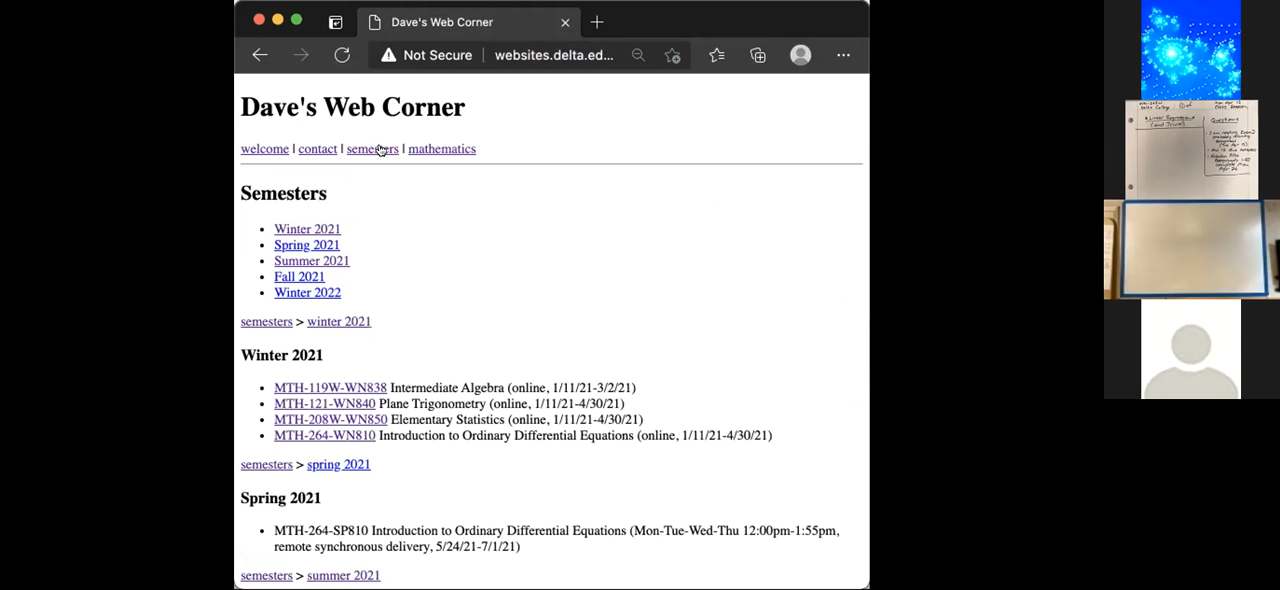 Dave's Web Corner
Not Secure
websites.delta.ed...
Dave's Web Corner
welcome | contact | semesters | mathematics
Semesters
• Winter 2021
• Spring 2021
• Summer 2021
• Fall 2021
• Winter 2022
semesters > winter 2021
Winter 2021
• MTH-119W-WN838 Intermediate Algebra (online, 1/11/21-3/2/21)
• MTH-121-WN840 Plane Trigonometry (online, 1/11/21-4/30/21)
• MTH-208W-WN850 Elementary Statistics (online, 1/11/21-4/30/21)
• MTH-264-WN810 Introduction to Ordinary Differential Equations (online, 1/11/21-4/30/21)
semesters > spring 2021
Spring 2021
• MTH-264-SP810 Introduction to Ordinary Differential Equations (Mon-Tue-Wed-Thu 12:00pm-1:55pm,
remote synchronous delivery, 5/24/21-7/1/21)
semesters > summer 2021
Delta College
Linear Regression
Questions